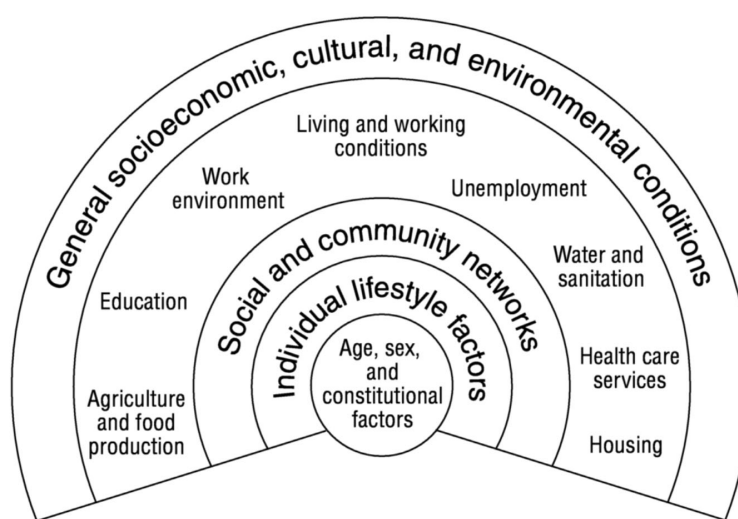 General socioeconomic, cultural, and environmental conditions
Living and working
conditions
Work
environment
Unemployment
Water and
sanitation
Education
Health care
services
Agriculture
and food
production
Housing
Social and community networks
Individual lifestyle factors
Age, sex,
and
constitutional
factors